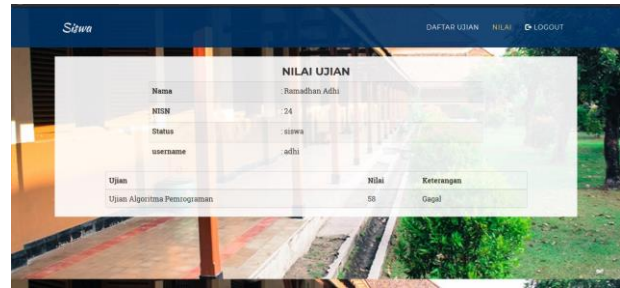 Siswa
DAFTAR UJIAN NILAI LOGOUT
NILAI UJIAN
Nama : Ramadhan Adhi
NISN : 24
Status : siswa
username : adhi
Ujian Nilai Keterangan
Ujian Algoritma Pemrograman 58 Gagal